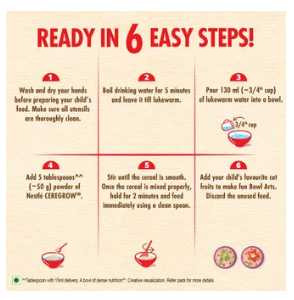 READY IN 6 EASY STEPS!
1
Wash and dry your hands
before preparing your child's
food. Make sure all utensils
are thoroughly clean.
2
Boil drinking water for 5 minutes
and leave it till lukewarm.
3
Pour 130 ml (~3/4th cup)
of lukewarm water into a bowl.
3/4th cup
4
Add 5 tablespoons^^
(~50 g) powder of
Nestlé CEREGROW™.
5
Stir until the cereal is smooth.
Once the cereal is mixed properly,
hold for 2 minutes and feed
immediately using a clean spoon.
6
Add your child's favourite cut
fruits to make fun Bowl Arts.
Discard the unused feed.
^^Tablespoon with 15ml delivery. A bowl of dense nutrition**. Creative visualization. Refer pack for more details.